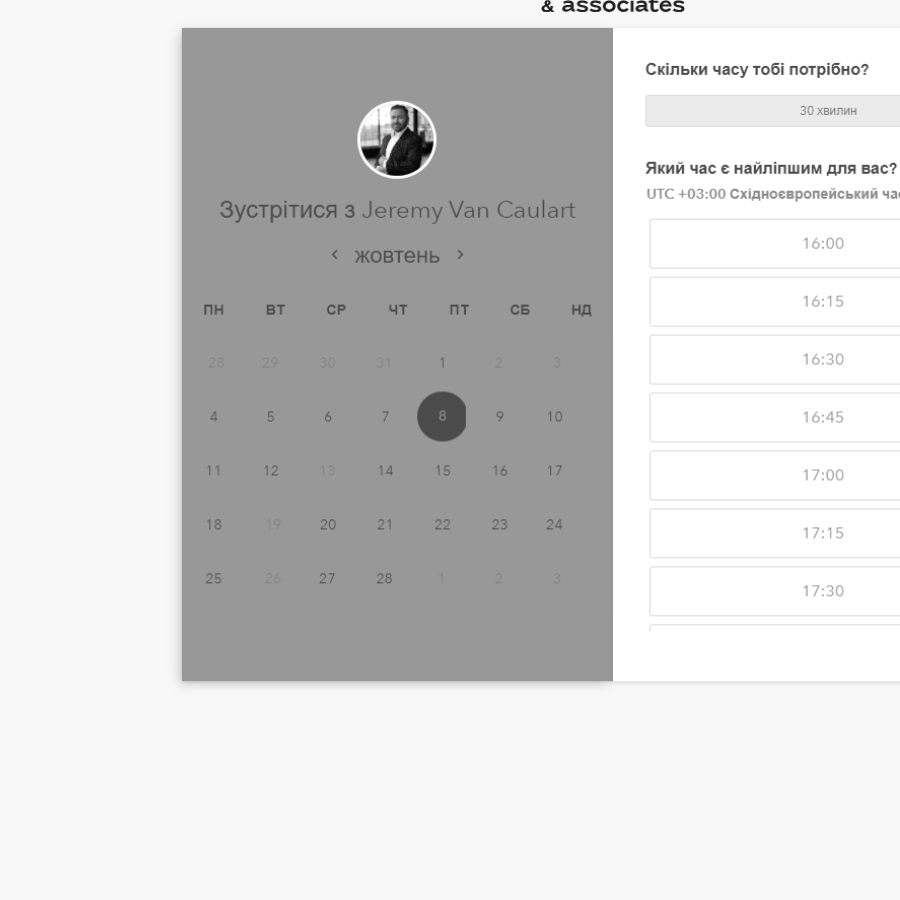 & associates
Зустрітися з Jeremy Van Caulart
жовтень
ПН ВТ СР ЧТ ПТ СБ НД
28 29 30 31 1 2 3
4 5 6 7 8 9 10
11 12 13 14 15 16 17
18 19 20 21 22 23 24
25 26 27 28 1 2 3
Скільки часу тобі потрібно?
30 хвилин
Який час є найліпшим для вас?
UTC +03:00 Східноєвропейський
16:00
16:15
16:30
16:45
17:00
17:15
17:30